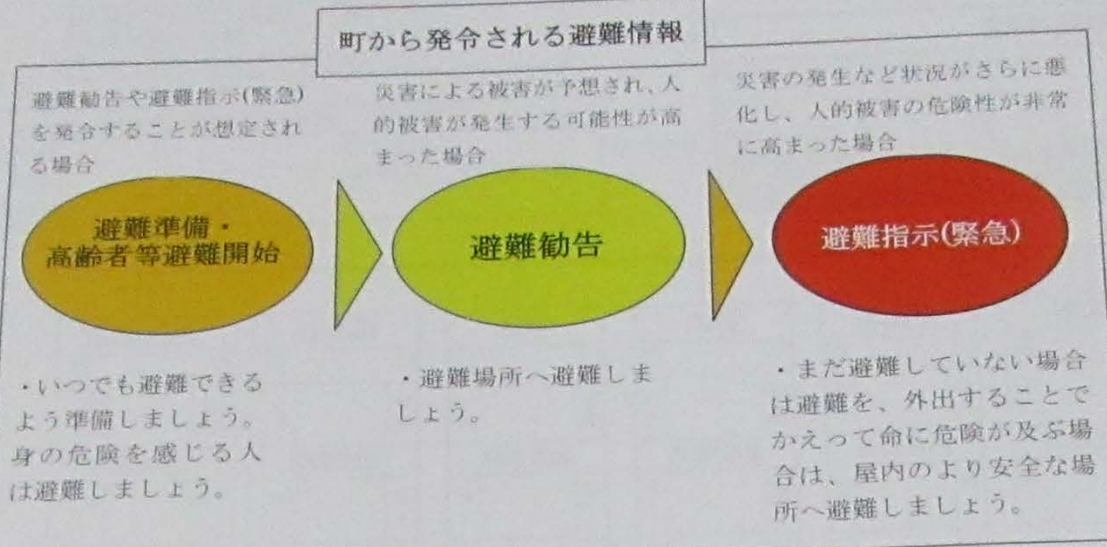 町から発令される避難情報
避難勧告や避難指示(緊急)
を発令することが想定され
る場合
避難準備・
高齢者等避難開始
・いつでも避難できる
よう準備しましょう。
身の危険を感じる人
は避難しましょう。
災害による被害が予想され、人
的被害が発生する可能性が高
まった場合
避難勧告
・避難場所へ避難しま
しょう。
災害の発生など状況がさらに悪
化し、人的被害の危険性が非常
に高まった場合
避難指示(緊急)
・まだ避難していない場合
は避難を、外出することで
かえって命に危険が及ぶ場
合は、屋内のより安全な場
所へ避難しましょう。